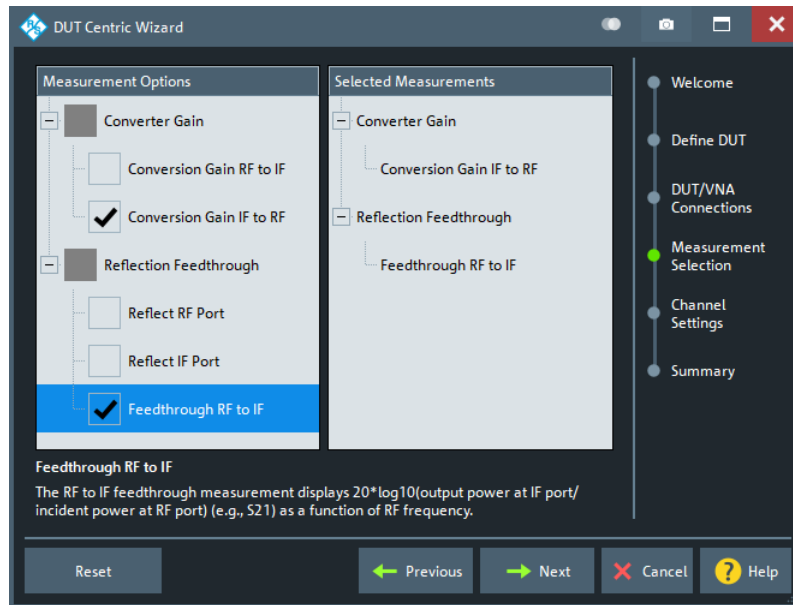 DUT Centric Wizard
Measurement Options
Converter Gain
Conversion Gain RF to IF
Conversion Gain IF to RF
Reflection Feedthrough
Reflect RF Port
Reflect IF Port
Feedthrough RF to IF
Selected Measurements
Converter Gain
Conversion Gain IF to RF
Reflection Feedthrough
Feedthrough RF to IF
Welcome
Define DUT
DUT/VNA
Connections
Measurement
Selection
Channel
Settings
Summary
Feedthrough RF to IF
The RF to IF feedthrough measurement displays 20*log10(output power at IF port/
incident power at RF port) (e.g., S21) as a function of RF frequency.
Reset
Previous
Next
Cancel
? Help